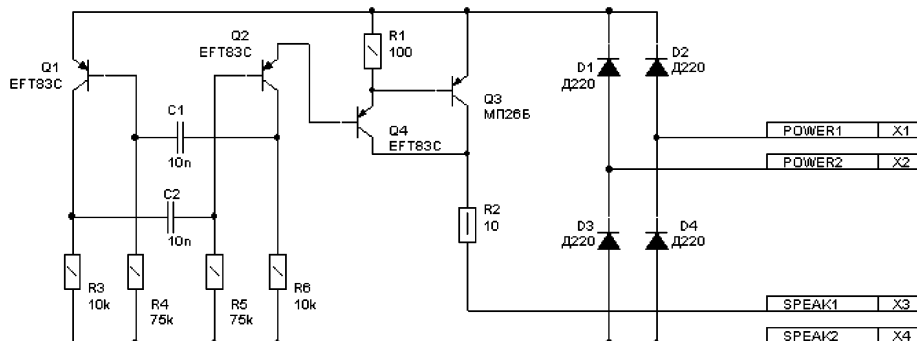 R1
100
Q1
EFT83C
Q2
EFT83C
D1
Д220
D2
Д220
Q3
МП26Б
C1
10n
Q4
EFT83C
POWER1 X1
POWER2 X2
C2
10n
R2
10
D3
Д220
D4
Д220
R3
10k
R4
75k
R5
75k
R6
10k
SPEAK1 X3
SPEAK2 X4